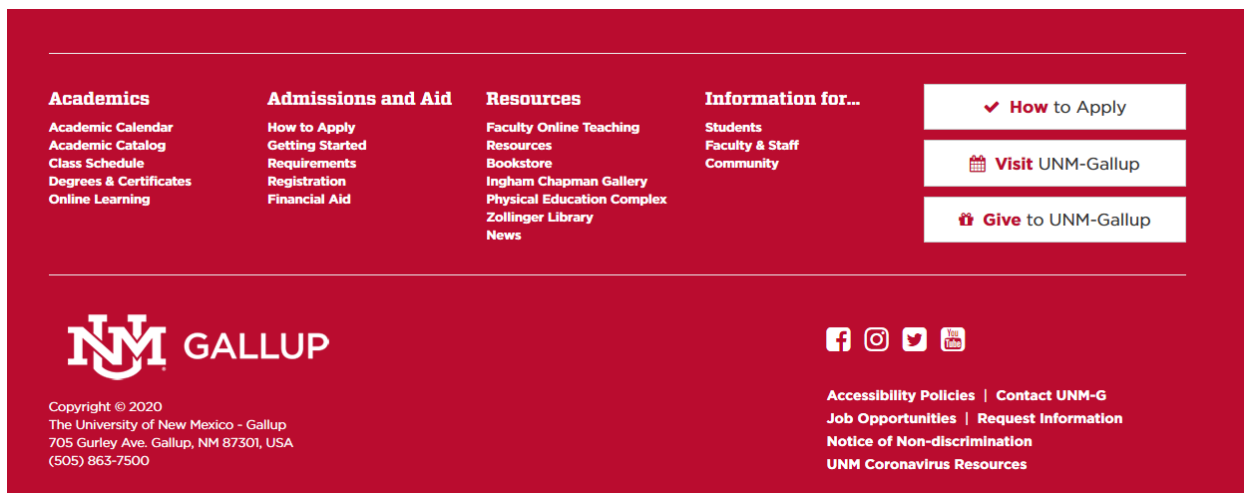 Academics
Academic Calendar
Academic Catalog
Class Schedule
Degrees & Certificates
Online Learning
Admissions and Aid
How to Apply
Getting Started
Requirements
Registration
Financial Aid
Resources
Faculty Online Teaching
Resources
Bookstore
Ingham Chapman Gallery
Physical Education Complex
Zollinger Library
News
Information for...
Students
Faculty & Staff
Community
How to Apply
Visit UNM-Gallup
Give to UNM-Gallup
UNM GALLUP
Copyright © 2020
The University of New Mexico - Gallup
705 Gurley Ave. Gallup, NM 87301, USA
(505) 863-7500
You
Tube
Accessibility Policies | Contact UNM-G
Job Opportunities | Request Information
Notice of Non-discrimination
UNM Coronavirus Resources